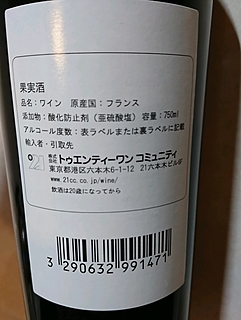 果実酒
品名：ワイン　原産国：フランス
添加物：酸化防止剤（亜硫酸塩）容量：750ml
アルコール度数：表ラベルまたは裏ラベルに記載
輸入者・引取先
株式会社 トゥエンティーワン コミュニティ
東京都港区六本木6-1-12 21六本木ビル6F
www.21cc.co.jp/wine/
飲酒は20歳になってから
3 290632 991471